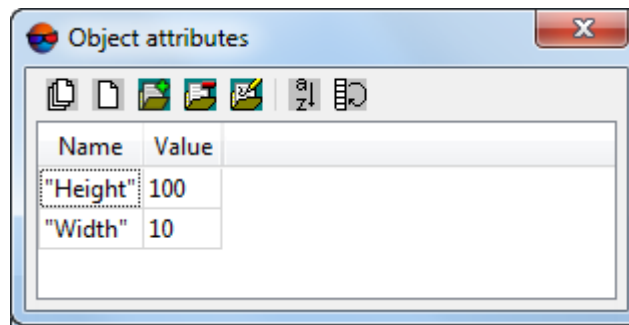 Object attributes
Name Value
"Height" 100
"Width" 10